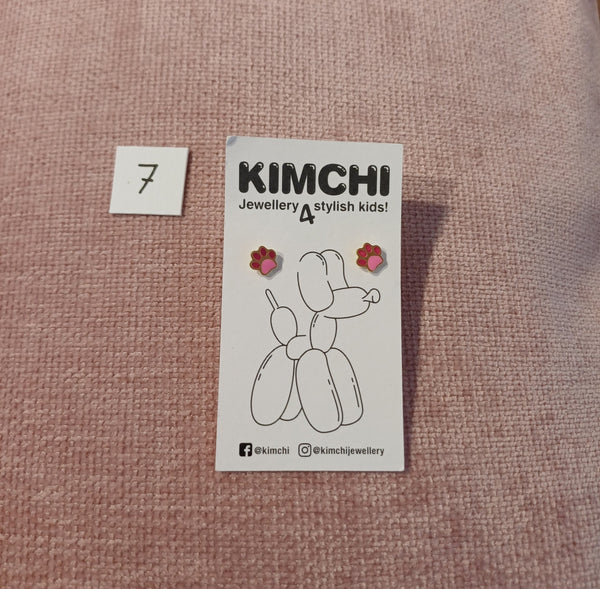 7
KIMCHI
Jewellery 4 stylish kids!
@kimchi @kimchijewellery